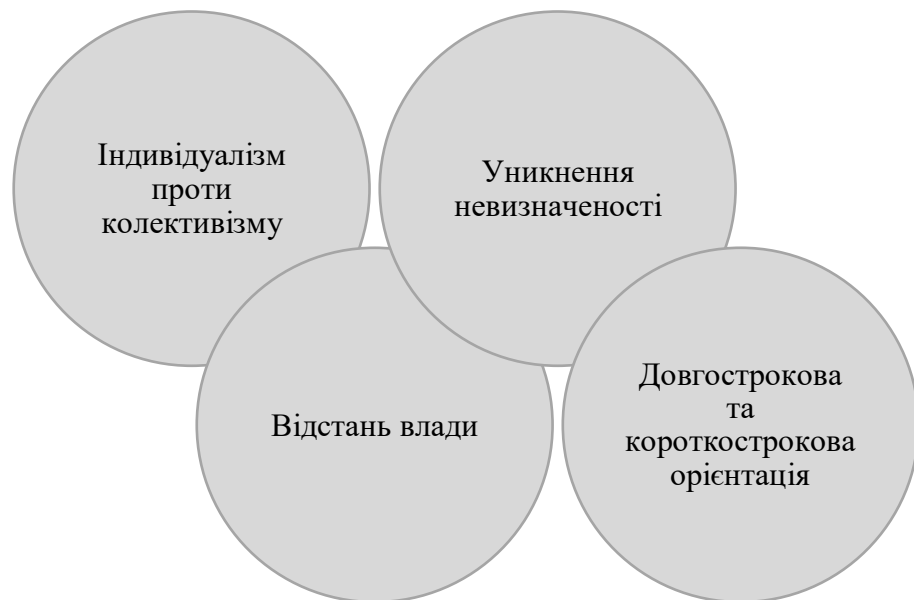 Індивідуалізм
проти
колективізму
Уникнення
невизначеності
Відстань влади
Довгострокова
та
короткострокова
орієнтація